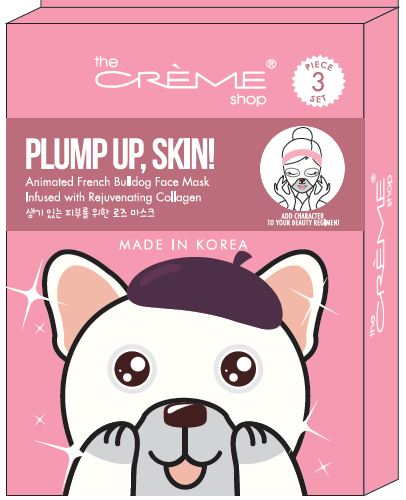 the
CRÈME®
shop
PIECE
3
SET
PLUMP UP, SKIN!
Animated French Bulldog Face Mask
Infused with Rejuvenating Collagen
생기 있는 피부를 위한 로즈 마스크
ADD CHARACTER
TO YOUR BEAUTY REGIMEN!
MADE IN KOREA
the
CRÈME®
shop